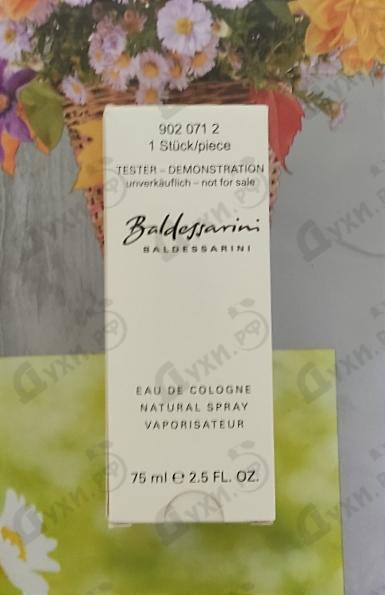 902 071 2
1 Stück/piece
TESTER – DEMONSTRATION
unverkäuflich – not for sale
Baldessarini
BALDESSARINI
EAU DE COLOGNE
NATURAL SPRAY
VAPORISATEUR
75 ml ℮ 2.5 FL. OZ.
Духи.рф